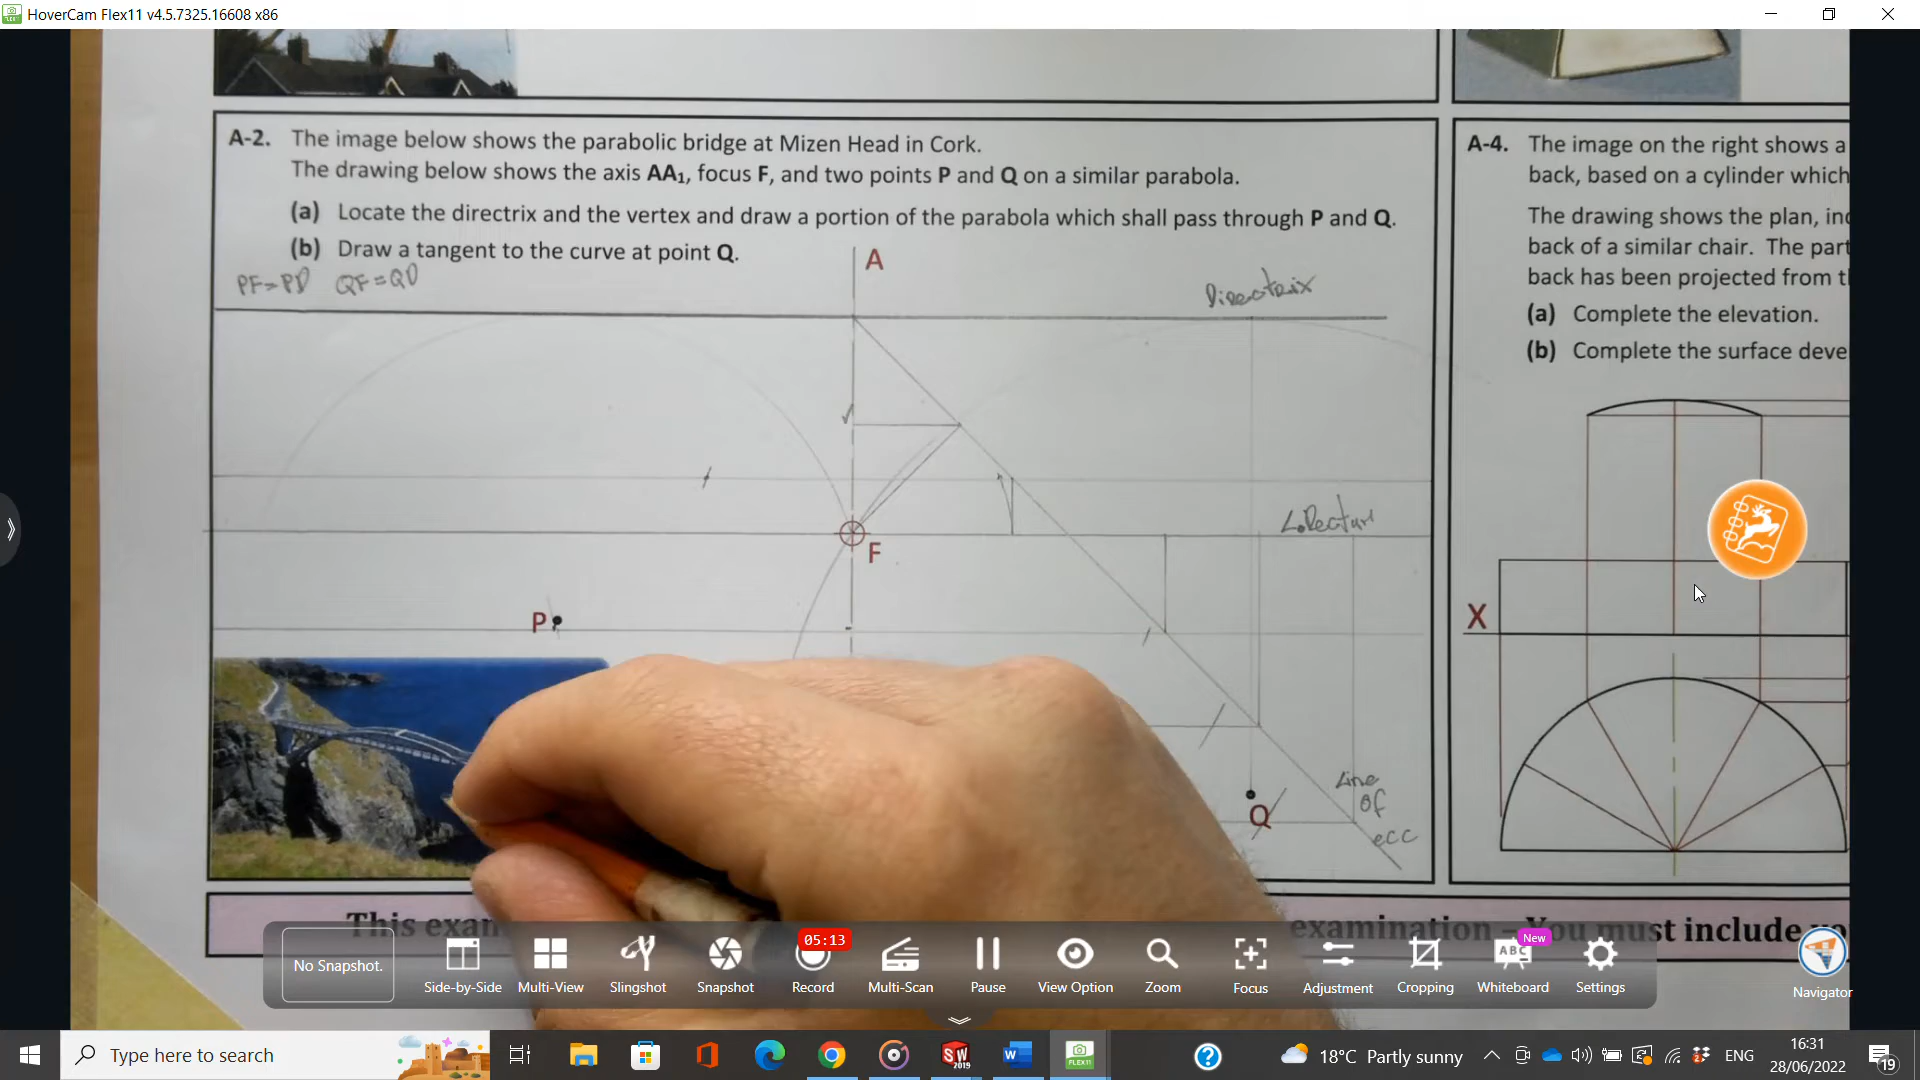 HoverCam Flex11 v4.5.7325.16608 x86
A-2. The image below shows the parabolic bridge at Mizen Head in Cork.
The drawing below shows the axis AA₁, focus F, and two points P and Q on a similar parabola.
(a) Locate the directrix and the vertex and draw a portion of the parabola which shall pass through P and Q.
(b) Draw a tangent to the curve at point Q.
PF=PD QF=QD
A
Directrix
L.Rectum
F
P
Q
Line
of
ecc
A-4. The image on the right shows a
back, based on a cylinder which
The drawing shows the plan, in
back of a similar chair. The part
back has been projected from
(a) Complete the elevation.
(b) Complete the surface deve
X
This exam
examination – You must include yo
No Snapshot.
Side-by-Side
Multi-View
Slingshot
Snapshot
05:13
Record
Multi-Scan
Pause
View Option
Zoom
Focus
Adjustment
Cropping
New
ABC
Whiteboard
Settings
Navigator
Type here to search
SW
2019
W
FLEX11
18°C Partly sunny
ENG
16:31
28/06/2022
19